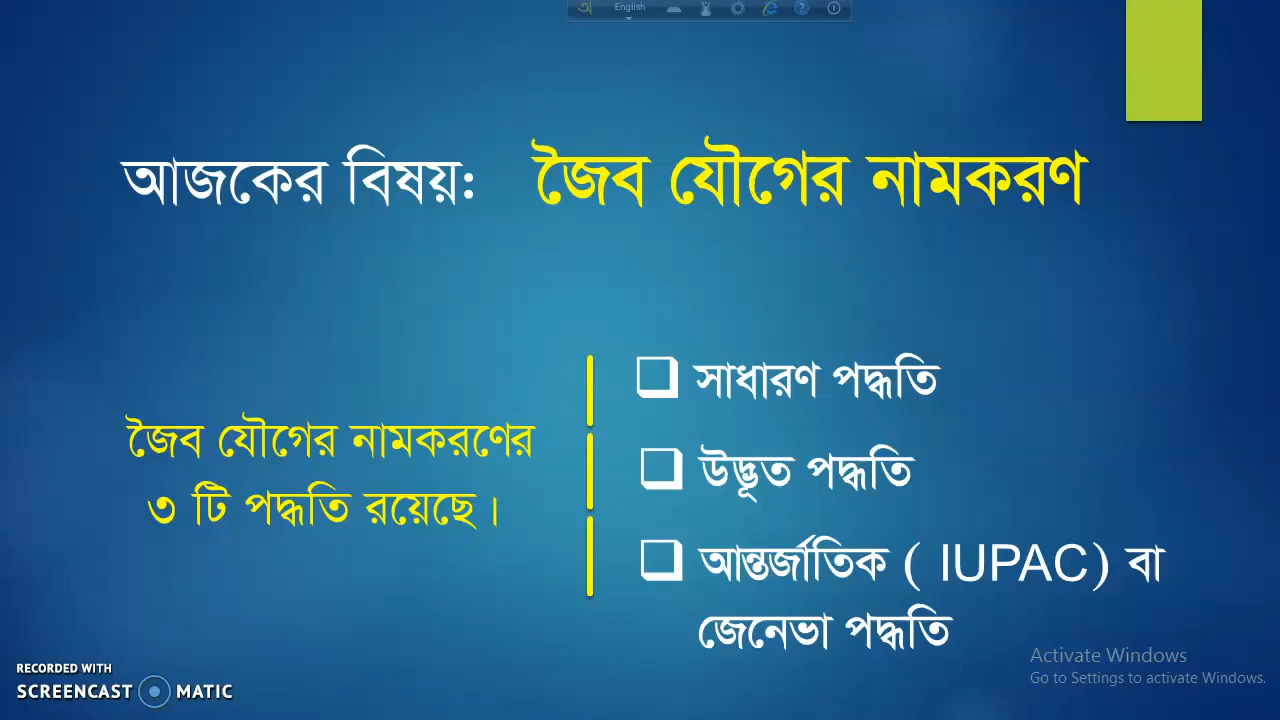 English
আজকের বিষয়ঃ জৈব যৌগের নামকরণ
জৈব যৌগের নামকরণের
৩ টি পদ্ধতি রয়েছে।
সাধারণ পদ্ধতি
উদ্ভূত পদ্ধতি
আন্তর্জাতিক ( IUPAC) বা
জেনেভা পদ্ধতি
Activate Windows
Go to Settings to activate Windows.
RECORDED WITH
SCREENCAST MATIC